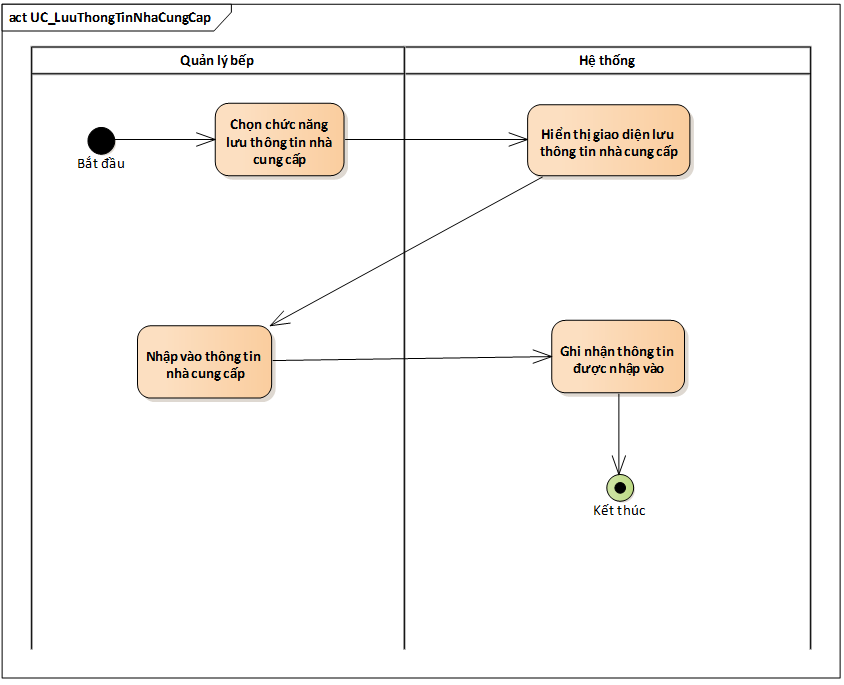 act UC_LuuThongTinNhaCungCap
Quản lý bếp
Hệ thống
Chọn chức năng
lưu thông tin nhà
cung cấp
Hiển thị giao diện lưu
thông tin nhà cung cấp
Bắt đầu
Nhập vào thông tin
nhà cung cấp
Ghi nhận thông tin
được nhập vào
Kết thúc